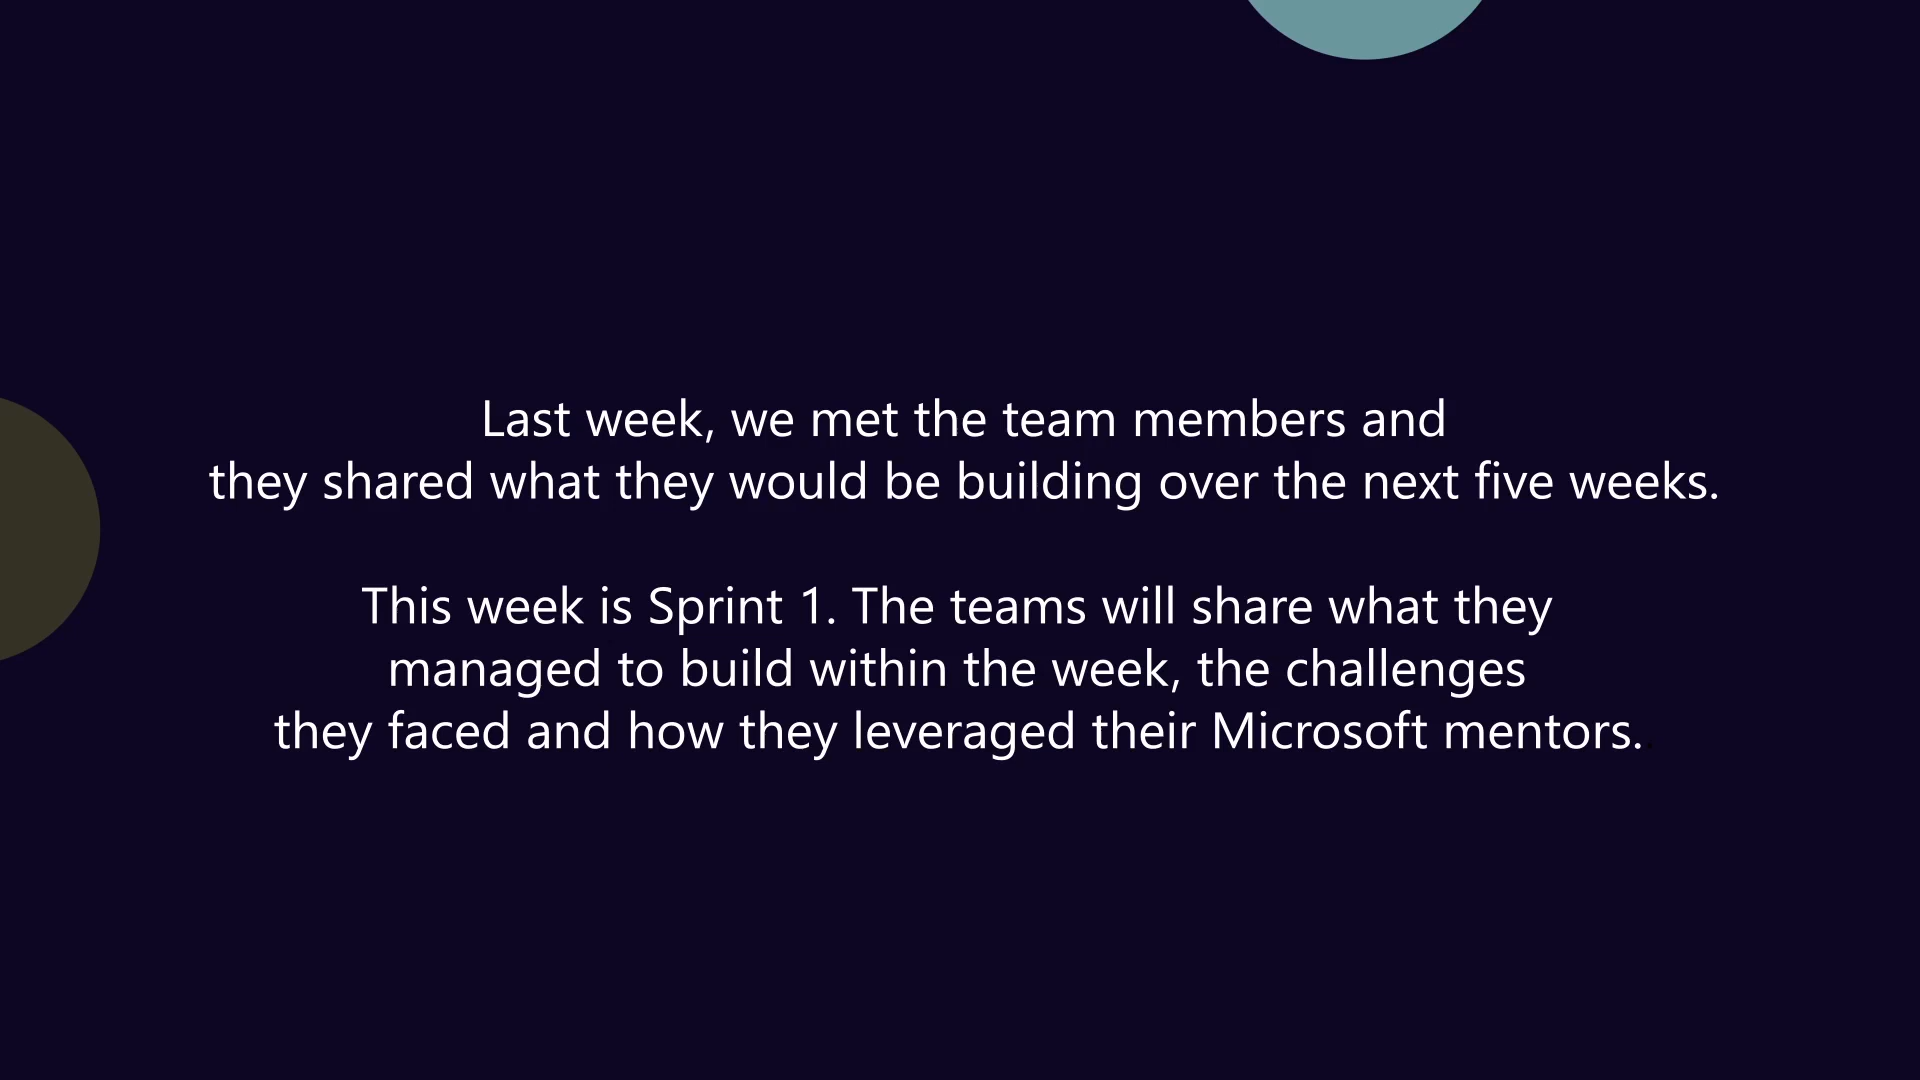 Last week, we met the team members and
they shared what they would be building over the next five weeks.
This week is Sprint 1. The teams will share what they
managed to build within the week, the challenges
they faced and how they leveraged their Microsoft mentors.